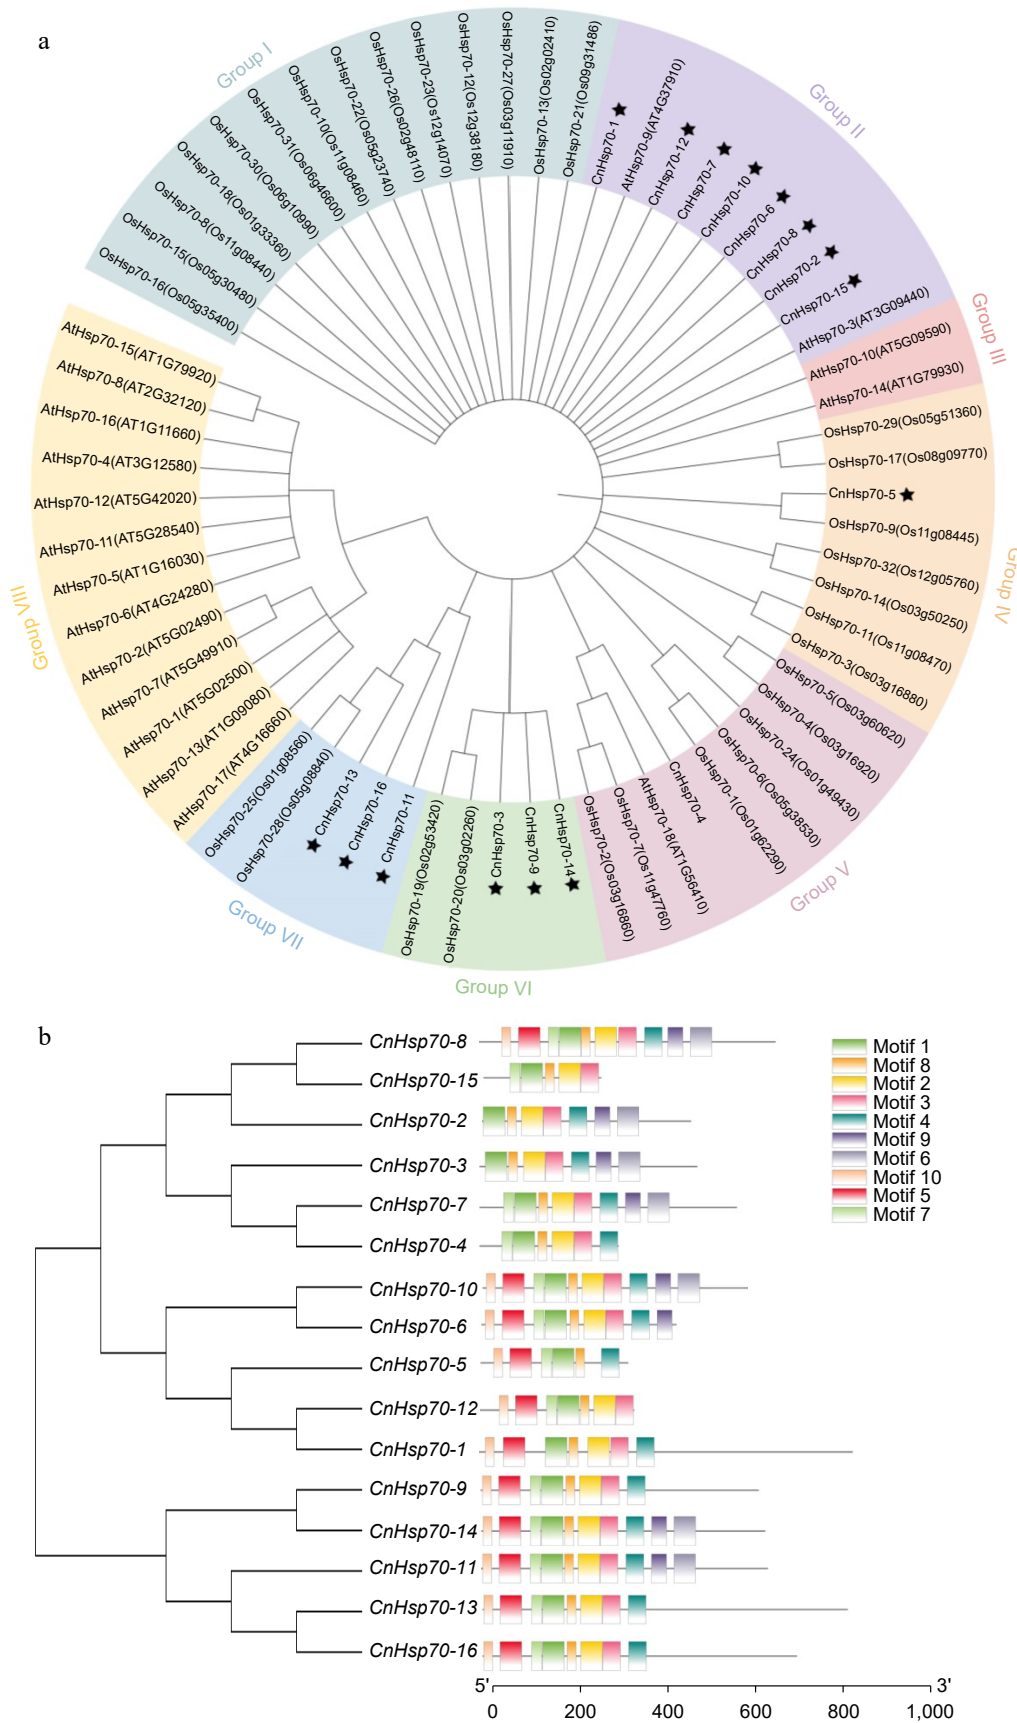 a
Group I
OsHsp70-16(Os05g35400)
OsHsp70-15(Os05g30480)
OsHsp70-8(Os11g08440)
OsHsp70-18(Os01g33360)
OsHsp70-30(Os06g10990)
OsHsp70-31(Os06g46600)
OsHsp70-10(Os11g08460)
OsHsp70-22(Os05g23740)
OsHsp70-26(Os02g48110)
OsHsp70-23(Os12g14070)
OsHsp70-12(Os12g38180)
OsHsp70-27(Os03g11910)
OsHsp70-13(Os02g02410)
OsHsp70-21(Os09g31486)
Group II
CnHsp70-1
AtHsp70-9(AT4G37910)
CnHsp70-12
CnHsp70-7
CnHsp70-10
CnHsp70-6
CnHsp70-8
CnHsp70-2
CnHsp70-15
AtHsp70-3(AT3G09440)
Group III
AtHsp70-10(AT5G09590)
AtHsp70-14(AT1G79930)
Group IV
OsHsp70-29(Os05g51360)
OsHsp70-17(Os08g09770)
CnHsp70-5
OsHsp70-9(Os11g08445)
OsHsp70-32(Os12g05760)
OsHsp70-14(Os03g50250)
OsHsp70-11(Os11g08470)
OsHsp70-3(Os03g16880)
Group V
OsHsp70-5(Os03g60620)
OsHsp70-4(Os03g16920)
OsHsp70-24(Os01g49430)
OsHsp70-6(Os05g38530)
OsHsp70-1(Os01g62290)
CnHsp70-4
AtHsp70-18(AT1G56410)
OsHsp70-7(Os11g47760)
OsHsp70-2(Os03g16860)
Group VI
CnHsp70-14
CnHsp70-9
CnHsp70-3
OsHsp70-20(Os03g02260)
OsHsp70-19(Os02g53420)
Group VII
CnHsp70-11
CnHsp70-16
CnHsp70-13
OsHsp70-28(Os05g08840)
OsHsp70-25(Os01g08560)
Group VIII
AtHsp70-17(AT4G16660)
AtHsp70-13(AT1G09080)
AtHsp70-1(AT5G02500)
AtHsp70-7(AT5G49910)
AtHsp70-2(AT5G02490)
AtHsp70-6(AT4G24280)
AtHsp70-5(AT1G16030)
AtHsp70-11(AT5G28540)
AtHsp70-12(AT5G42020)
AtHsp70-4(AT3G12580)
AtHsp70-16(AT1G11660)
AtHsp70-8(AT2G32120)
AtHsp70-15(AT1G79920)
b
CnHsp70-8
CnHsp70-15
CnHsp70-2
CnHsp70-3
CnHsp70-7
CnHsp70-4
CnHsp70-10
CnHsp70-6
CnHsp70-5
CnHsp70-12
CnHsp70-1
CnHsp70-9
CnHsp70-14
CnHsp70-11
CnHsp70-13
CnHsp70-16
Motif 1
Motif 8
Motif 2
Motif 3
Motif 4
Motif 9
Motif 6
Motif 10
Motif 5
Motif 7
5' 3'
0 200 400 600 800 1,000